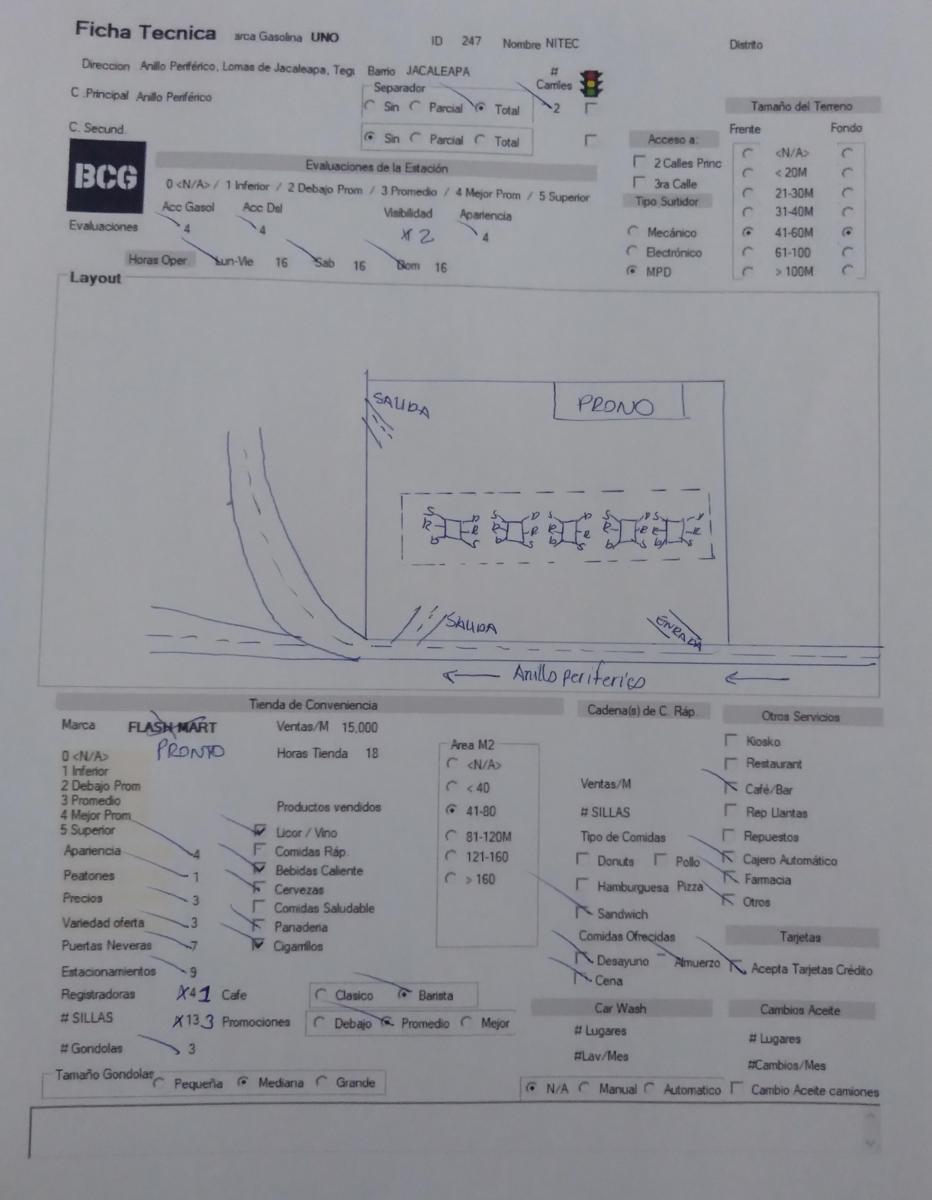 Ficha Tecnica arca Gasolina UNO ID 247 Nombre NITEC Distrito
Direccion Anillo Periférico, Lomas de Jacaleapa, Tegi Barrio JACALEAPA # Carriles
C .Principal Anillo Periférico Separador Sin Parcial Total 2
C. Secund. Sin Parcial Total
Tamaño del Terreno
Frente Fondo
<N/A>
< 20M
21-30M
31-40M
41-60M
61-100
> 100M
Acceso a:
2 Calles Princ
3ra Calle
Tipo Surtidor
Mecánico
Electrónico
MPD
BCG
Evaluaciones de la Estación
0 <N/A> / 1 Inferior / 2 Debajo Prom / 3 Promedio / 4 Mejor Prom / 5 Superior
Acc Gasol Acc Del Visibilidad Apariencia
Evaluaciones 4 4 2 4
Horas Oper. Lun-Vie 16 Sab 16 Dom 16
Layout
SALIDA
PRONO
SALIDA
ENRADA
Anillo periferico
Tienda de Conveniencia
Marca FLASH MART Ventas/M 15,000
PRONTO Horas Tienda 18
0 <N/A>
1 Inferior
2 Debajo Prom
3 Promedio
4 Mejor Prom
5 Superior
Apariencia 4
Peatones 1
Precios 3
Variedad oferta 3
Puertas Neveras 7
Estacionamientos 9
Registradoras 4 1 Cafe Clasico Barista
# SILLAS 13 3 Promociones Debajo Promedio Mejor
# Gondolas 3
Tamaño Gondolas Pequeña Mediana Grande
Productos vendidos
Licor / Vino
Comidas Ráp.
Bebidas Caliente
Cervezas
Comidas Saludable
Panaderia
Cigarrillos
Area M2
<N/A>
< 40
41-80
81-120M
121-160
> 160
Cadena(s) de C. Ráp.
Ventas/M
# SILLAS
Tipo de Comidas
Donuts Pollo
Hamburguesa Pizza
Sandwich
Comidas Ofrecidas
Desayuno Almuerzo
Cena
Otros Servicios
Kiosko
Restaurant
Café/Bar
Rep Llantas
Repuestos
Cajero Automático
Farmacia
Otros
Tarjetas
Acepta Tarjetas Crédito
Car Wash
# Lugares
#Lav/Mes
N/A Manual Automatico
Cambios Aceite
# Lugares
#Cambios/Mes
Cambio Aceite camiones